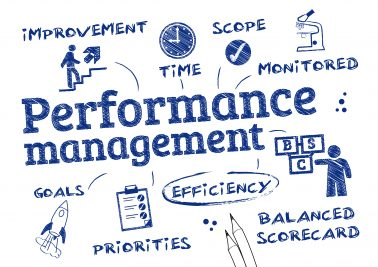 IMPROVEMENT
TIME
SCOPE
MONITORED
Performance
management
B S
C
GOALS
PRIORITIES
EFFICIENCY
BALANCED
SCORECARD